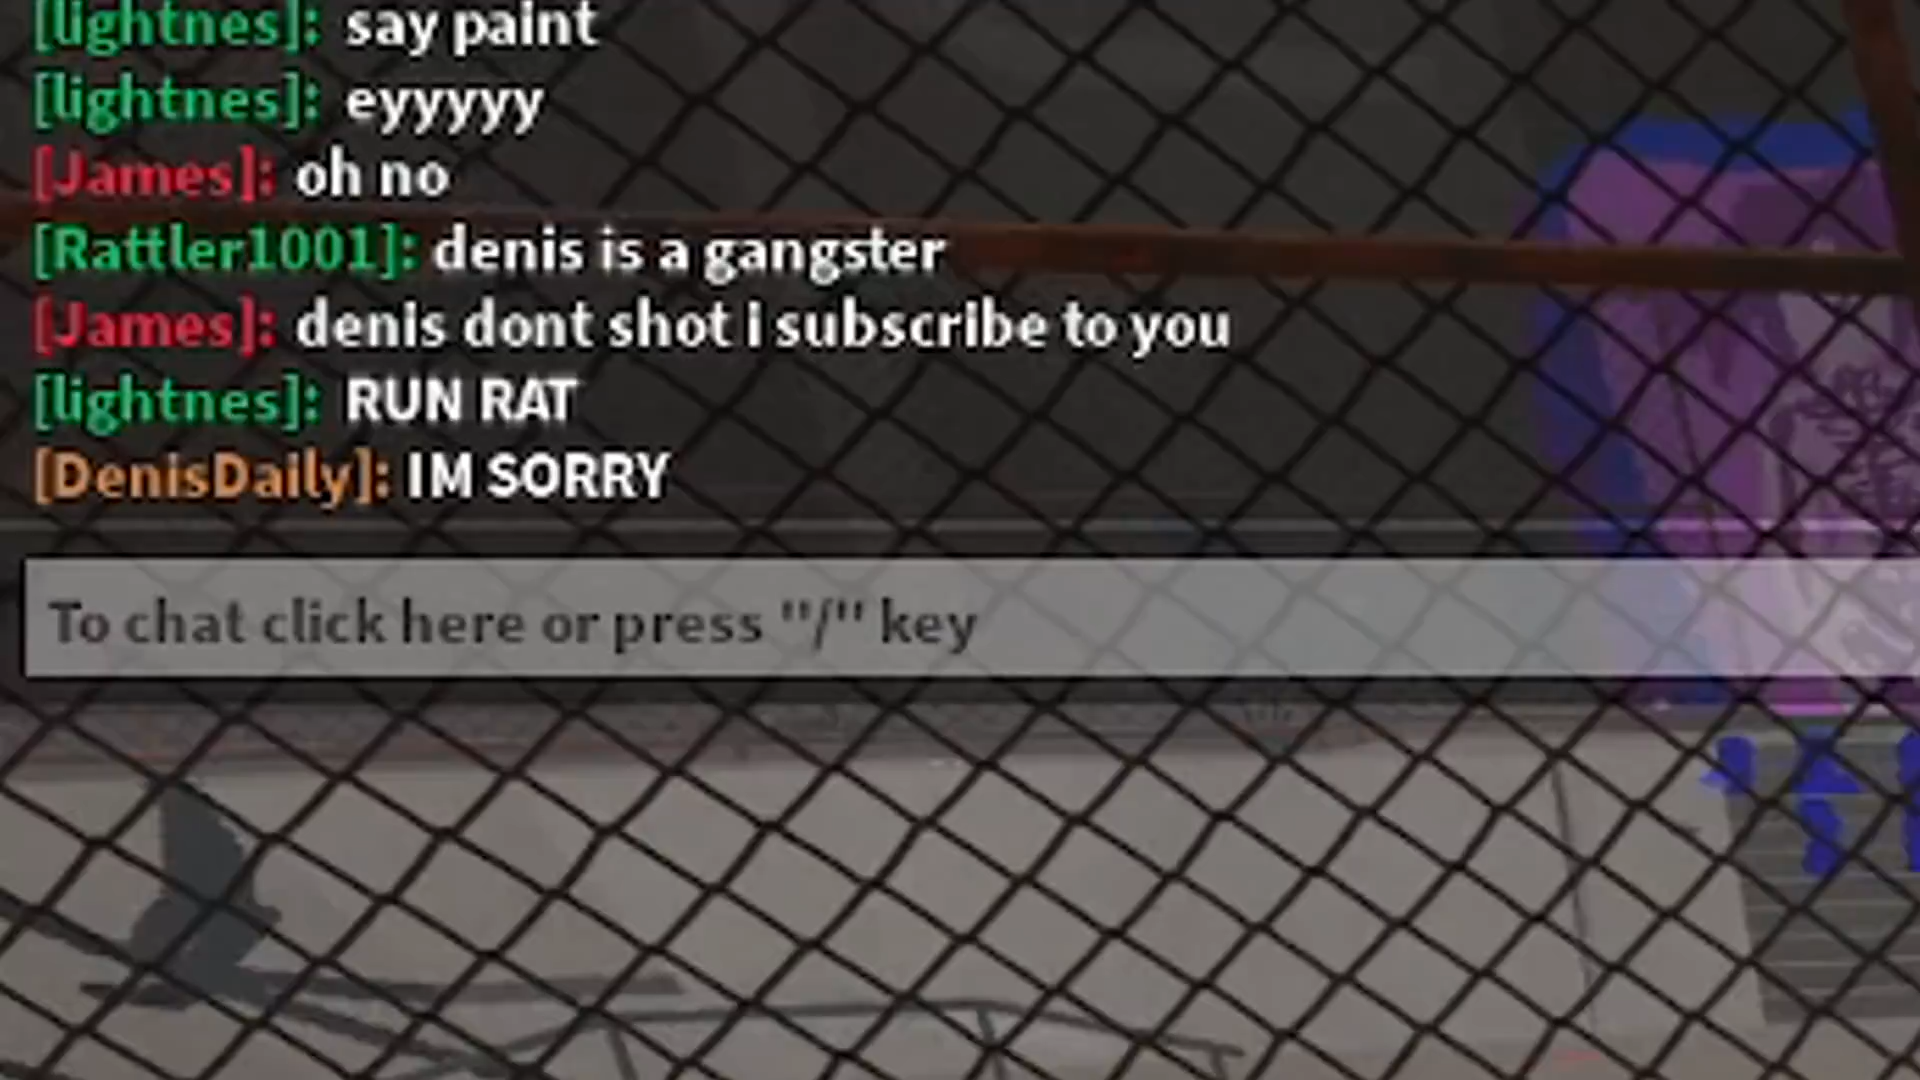 [lightnes]: say paint
[lightnes]: eyyyyy
[James]: oh no
[Rattler1001]: denis is a gangster
[James]: denis dont shot i subscribe to you
[lightnes]: RUN RAT
[DenisDaily]: IM SORRY
To chat click here or press "/" key